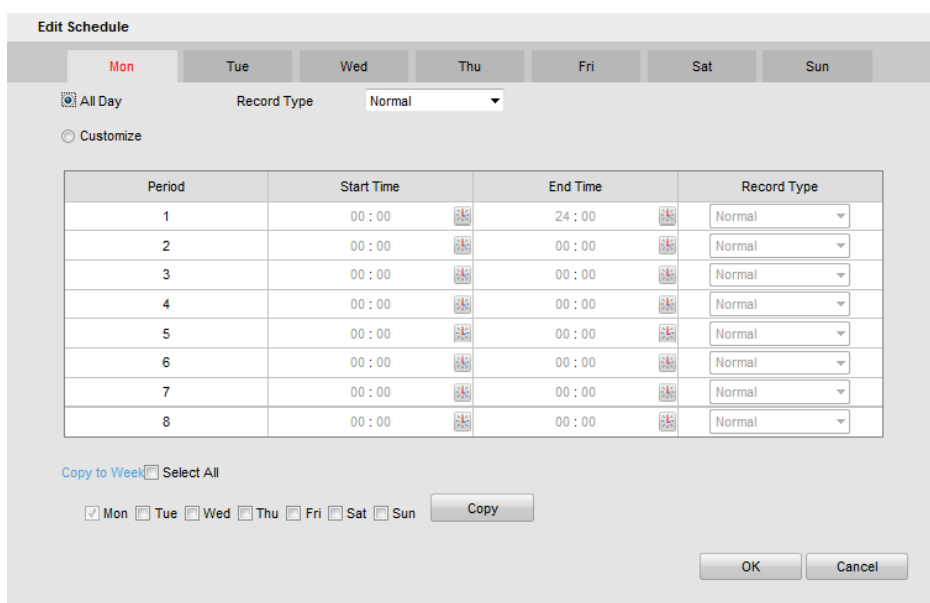 Edit Schedule
Mon Tue Wed Thu Fri Sat Sun
All Day Record Type Normal
Customize
Period Start Time End Time Record Type
1 00 : 00 24 : 00 Normal
2 00 : 00 00 : 00 Normal
3 00 : 00 00 : 00 Normal
4 00 : 00 00 : 00 Normal
5 00 : 00 00 : 00 Normal
6 00 : 00 00 : 00 Normal
7 00 : 00 00 : 00 Normal
8 00 : 00 00 : 00 Normal
Copy to Week Select All
Mon Tue Wed Thu Fri Sat Sun Copy
OK Cancel